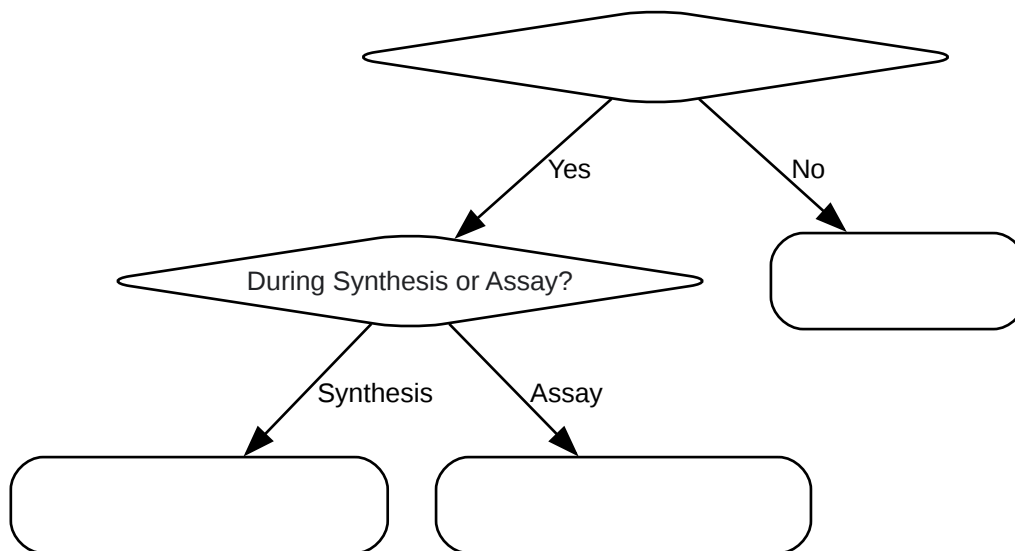 Yes
No
During Synthesis or Assay?
Synthesis
Assay